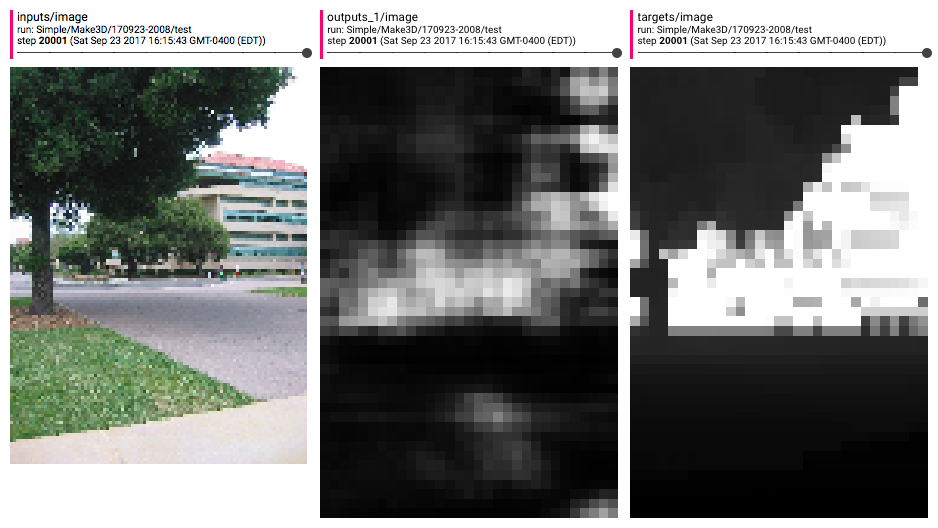 inputs/image
run: Simple/Make3D/170923-2008/test
step 20001 (Sat Sep 23 2017 16:15:43 GMT-0400 (EDT))
outputs_1/image
run: Simple/Make3D/170923-2008/test
step 20001 (Sat Sep 23 2017 16:15:43 GMT-0400 (EDT))
targets/image
run: Simple/Make3D/170923-2008/test
step 20001 (Sat Sep 23 2017 16:15:43 GMT-0400 (EDT))